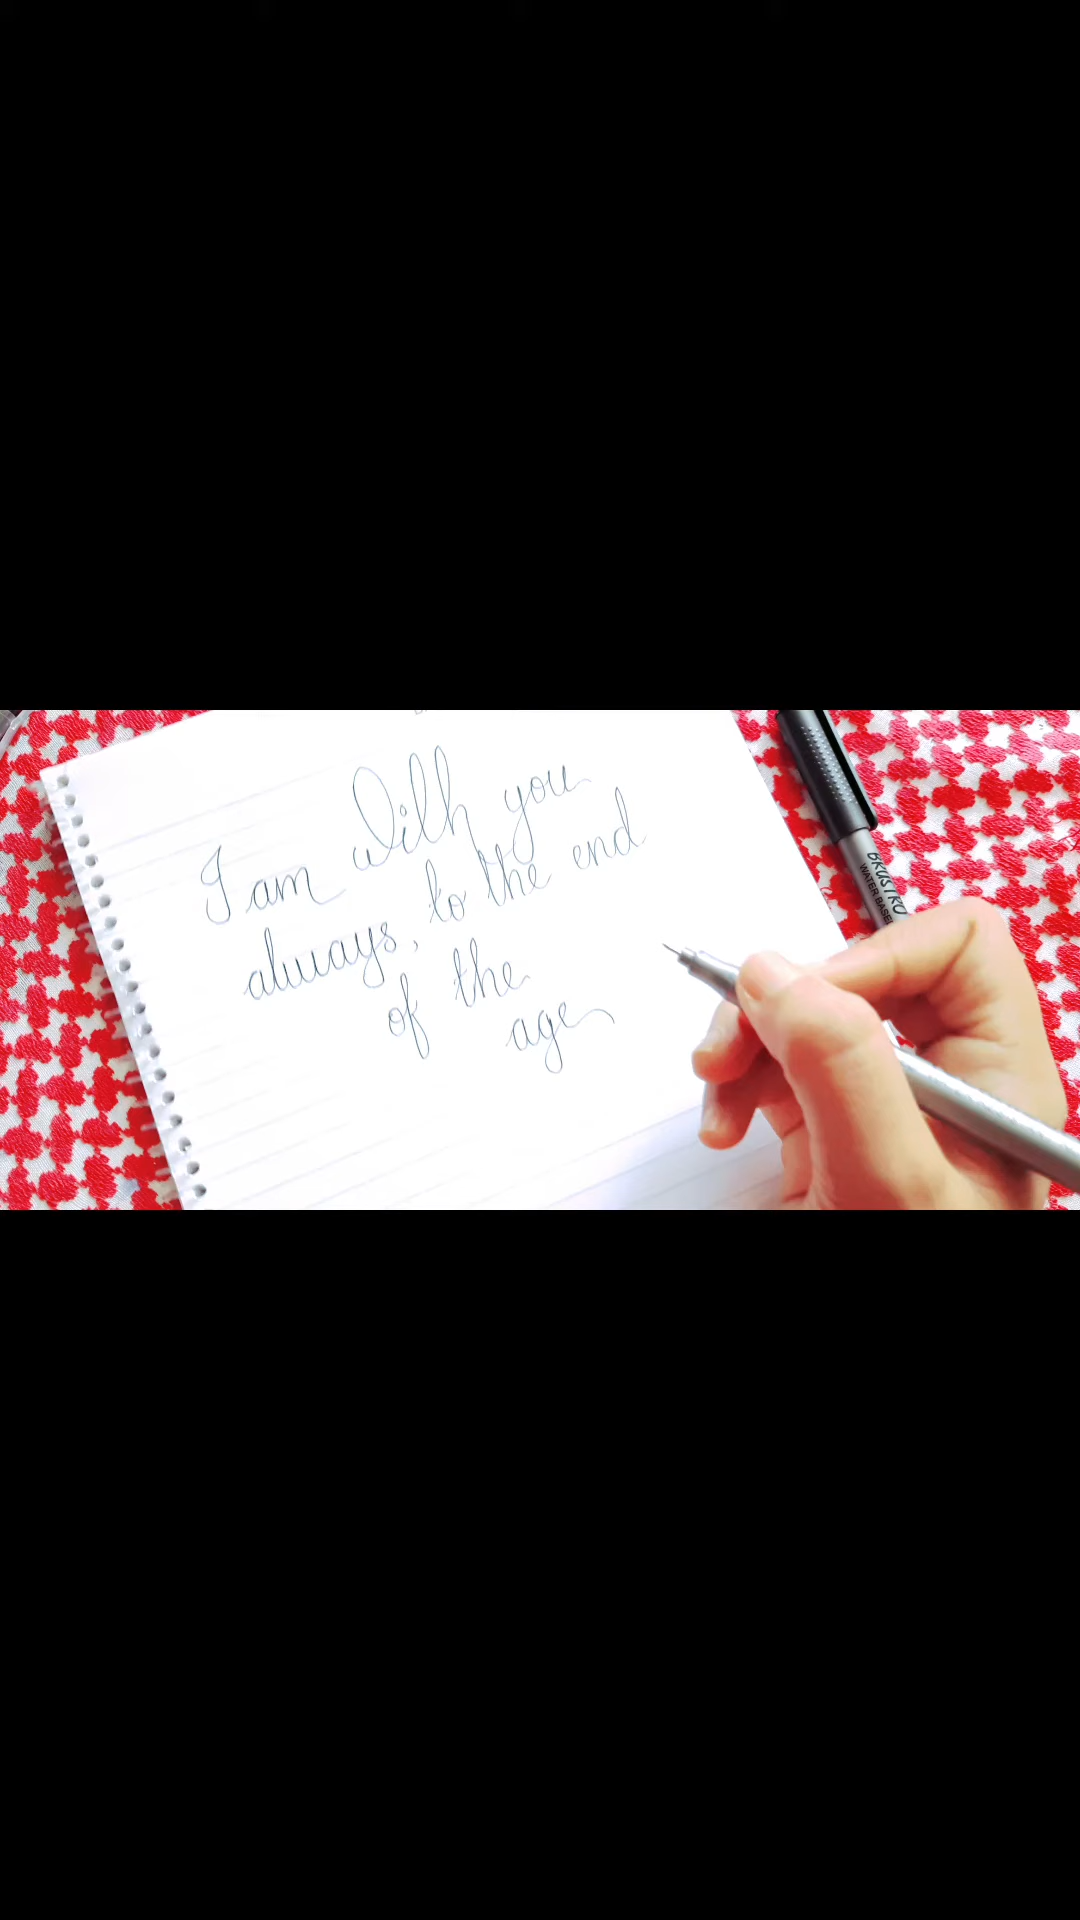 I am with you
always, to the end
of the
age
BRUSTRO
WATER BASE